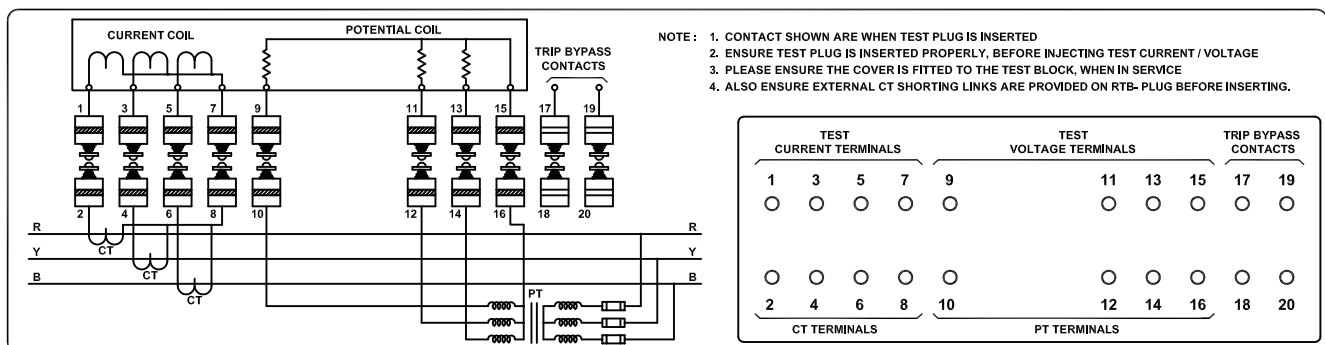 CURRENT COIL
POTENTIAL COIL
TRIP BYPASS
CONTACTS
1 3 5 7 9 11 13 15 17 19
2 4 6 8 10 12 14 16 18 20
R R
CT
Y Y
CT
B B
CT
PT
NOTE : 1. CONTACT SHOWN ARE WHEN TEST PLUG IS INSERTED
2. ENSURE TEST PLUG IS INSERTED PROPERLY, BEFORE INJECTING TEST CURRENT / VOLTAGE
3. PLEASE ENSURE THE COVER IS FITTED TO THE TEST BLOCK, WHEN IN SERVICE
4. ALSO ENSURE EXTERNAL CT SHORTING LINKS ARE PROVIDED ON RTB- PLUG BEFORE INSERTING.
TEST
CURRENT TERMINALS
TEST
VOLTAGE TERMINALS
TRIP BYPASS
CONTACTS
1 3 5 7 9 11 13 15 17 19
2 4 6 8 10 12 14 16 18 20
CT TERMINALS
PT TERMINALS